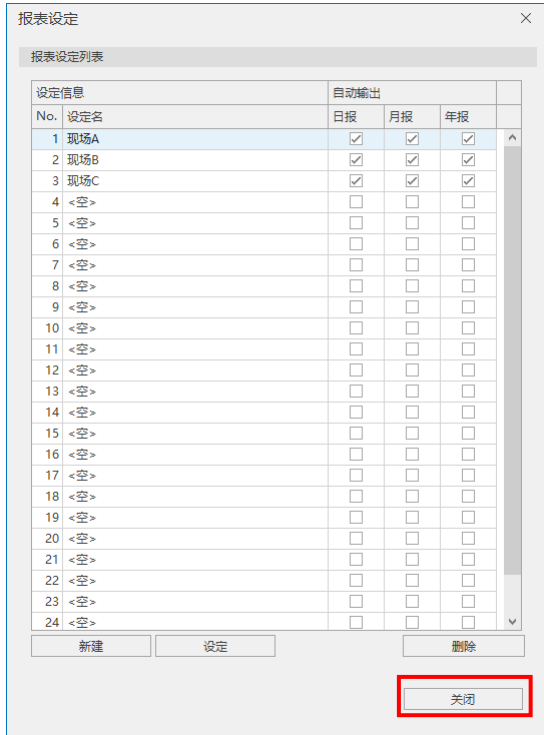 报表设定
报表设定列表
设定信息 自动输出
No. 设定名 日报 月报 年报
1 现场A
2 现场B
3 现场C
4 <空>
5 <空>
6 <空>
7 <空>
8 <空>
9 <空>
10 <空>
11 <空>
12 <空>
13 <空>
14 <空>
15 <空>
16 <空>
17 <空>
18 <空>
19 <空>
20 <空>
21 <空>
22 <空>
23 <空>
24 <空>
新建 设定 删除
关闭